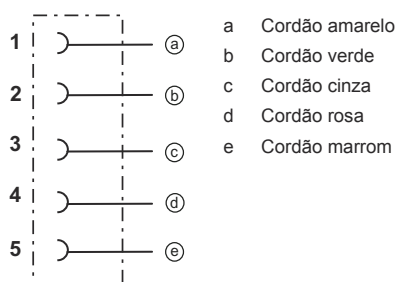 1 a
2 b
3 c
4 d
5 e
a Cordão amarelo
b Cordão verde
c Cordão cinza
d Cordão rosa
e Cordão marrom